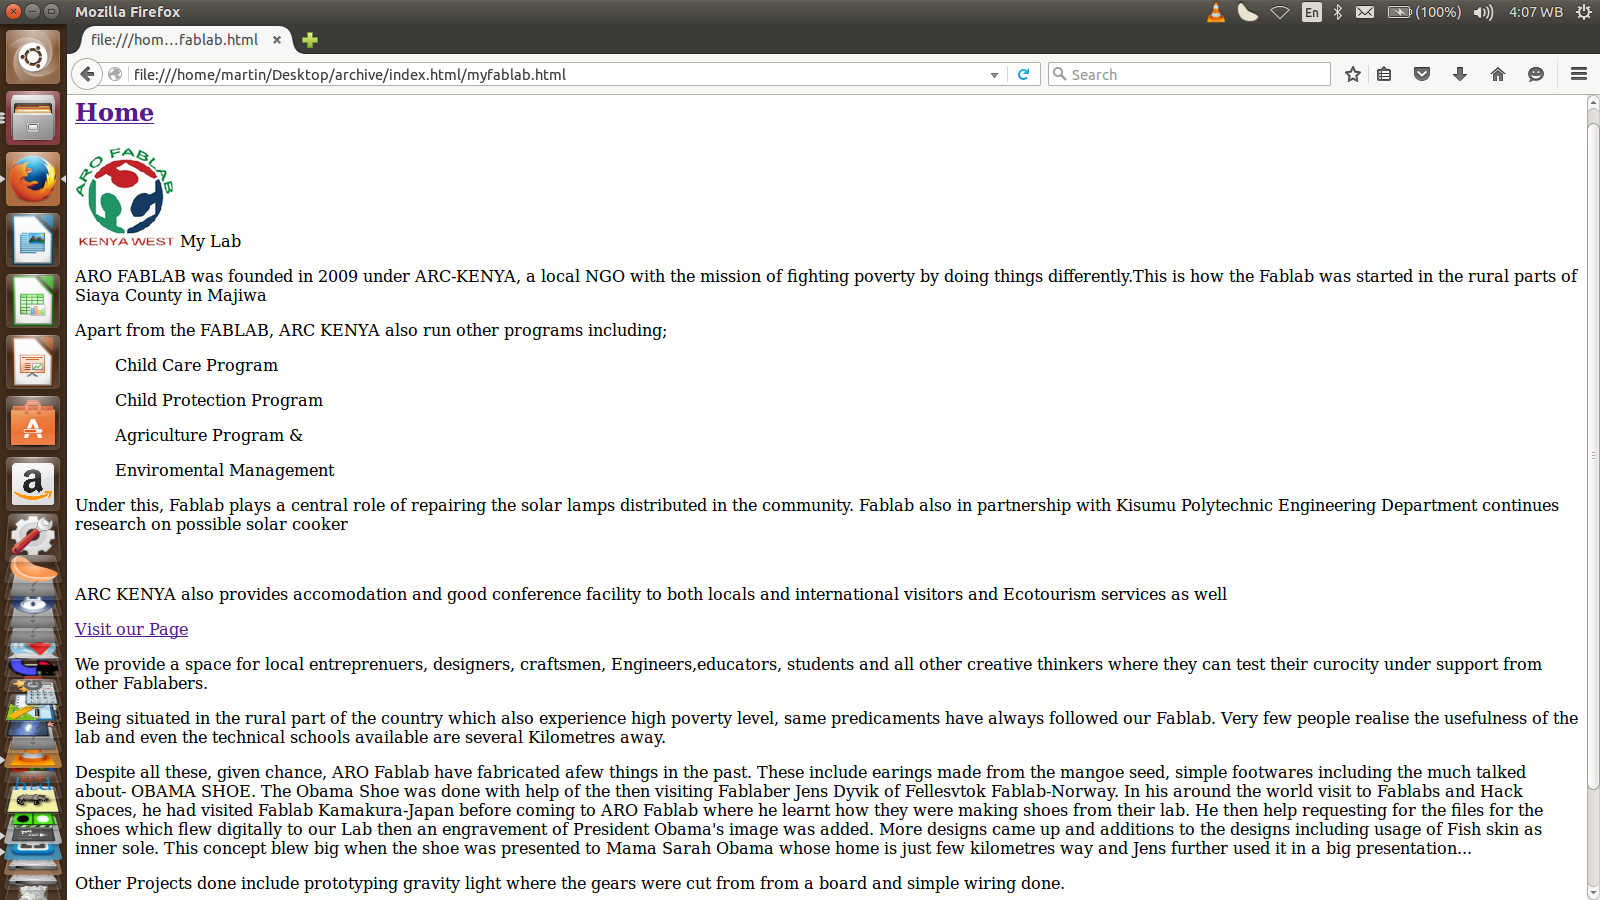 Mozilla Firefox
En
(100%)
4:07 WB
file:///hom...fablab.html
file:///home/martin/Desktop/archive/index.html/myfablab.html
Search
Home
ARO FABLAB
KENYA WEST
My Lab
ARO FABLAB was founded in 2009 under ARC-KENYA, a local NGO with the mission of fighting poverty by doing things differently.This is how the Fablab was started in the rural parts of
Siaya County in Majiwa
Apart from the FABLAB, ARC KENYA also run other programs including;
Child Care Program
Child Protection Program
Agriculture Program &
Enviromental Management
Under this, Fablab plays a central role of repairing the solar lamps distributed in the community. Fablab also in partnership with Kisumu Polytechnic Engineering Department continues
research on possible solar cooker
ARC KENYA also provides accomodation and good conference facility to both locals and international visitors and Ecotourism services as well
Visit our Page
We provide a space for local entreprenuers, designers, craftsmen, Engineers,educators, students and all other creative thinkers where they can test their curocity under support from
other Fablabers.
Being situated in the rural part of the country which also experience high poverty level, same predicaments have always followed our Fablab. Very few people realise the usefulness of the
lab and even the technical schools available are several Kilometres away.
Despite all these, given chance, ARO Fablab have fabricated afew things in the past. These include earings made from the mangoe seed, simple footwares including the much talked
about- OBAMA SHOE. The Obama Shoe was done with help of the then visiting Fablaber Jens Dyvik of Fellesvtok Fablab-Norway. In his around the world visit to Fablabs and Hack
Spaces, he had visited Fablab Kamakura-Japan before coming to ARO Fablab where he learnt how they were making shoes from their lab. He then help requesting for the files for the
shoes which flew digitally to our Lab then an engravement of President Obama's image was added. More designs came up and additions to the designs including usage of Fish skin as
inner sole. This concept blew big when the shoe was presented to Mama Sarah Obama whose home is just few kilometres way and Jens further used it in a big presentation...
Other Projects done include prototyping gravity light where the gears were cut from from a board and simple wiring done.